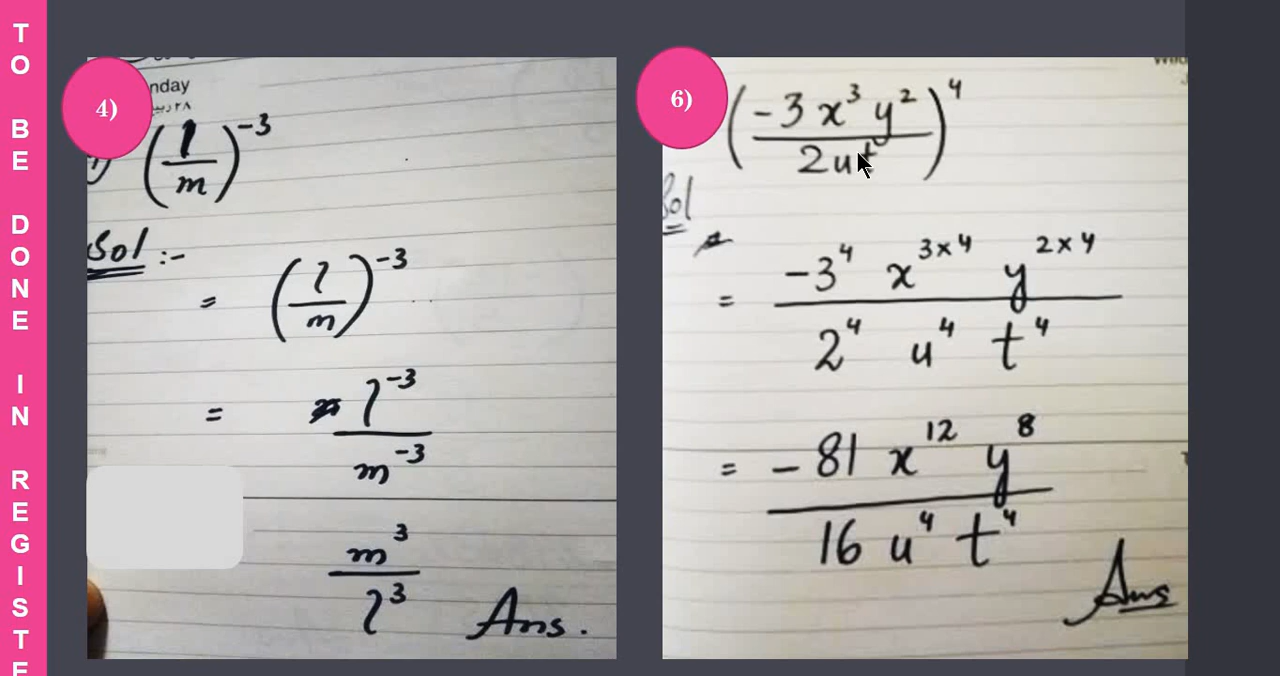 TO BE DONE IN REGISTE
4)
nday
(l/m)^-3
Sol :-
= (l/m)^-3
= l^-3/m^-3
m^3/l^3
Ans.
6)
(-3x^3y^2/2ut)^4
Sol
= -3^4 x^3×4 y^2×4/2^4 u^4 t^4
= -81 x^12 y^8/16 u^4 t^4
Ans